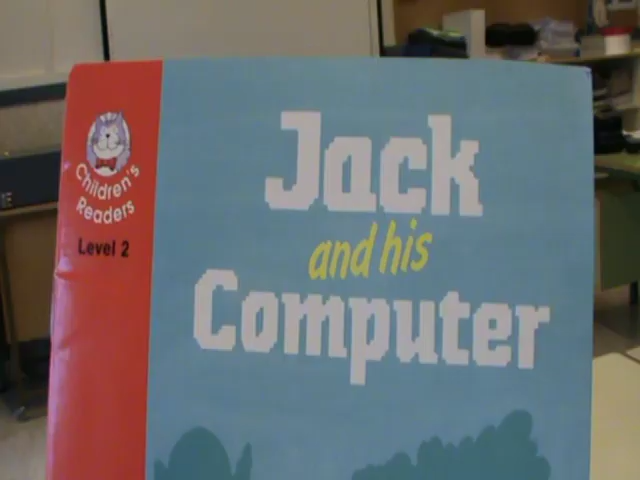 Children's
Readers
Level 2
Jack
and his
Computer